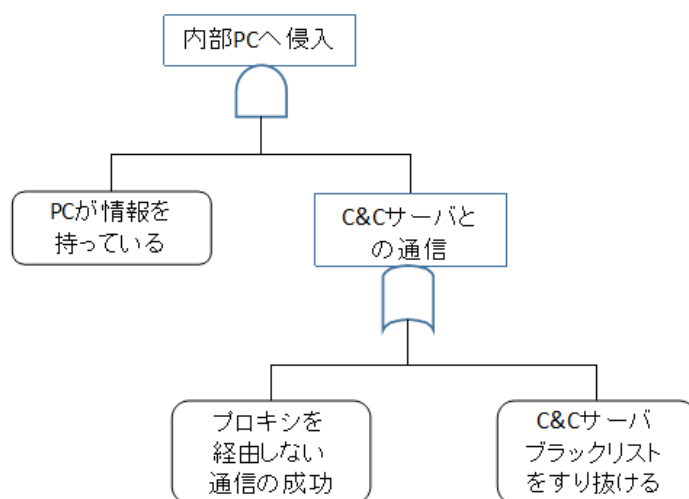 内部PCへ侵入
PCが情報を
持っている
C&Cサーバと
の通信
プロキシを
経由しない
通信の成功
C&Cサーバ
ブラックリスト
をすり抜ける